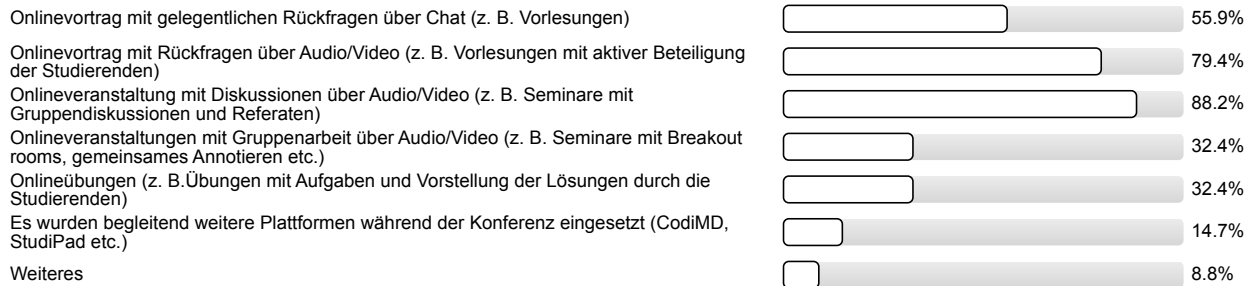 Onlinevortrag mit gelegentlichen Rückfragen über Chat (z. B. Vorlesungen) 55.9%
Onlinevortrag mit Rückfragen über Audio/Video (z. B. Vorlesungen mit aktiver Beteiligung
der Studierenden) 79.4%
Onlineveranstaltung mit Diskussionen über Audio/Video (z. B. Seminare mit
Gruppendiskussionen und Referaten) 88.2%
Onlineveranstaltungen mit Gruppenarbeit über Audio/Video (z. B. Seminare mit Breakout
rooms, gemeinsames Annotieren etc.) 32.4%
Onlineübungen (z. B.Übungen mit Aufgaben und Vorstellung der Lösungen durch die
Studierenden) 32.4%
Es wurden begleitend weitere Plattformen während der Konferenz eingesetzt (CodiMD,
StudiPad etc.) 14.7%
Weiteres 8.8%